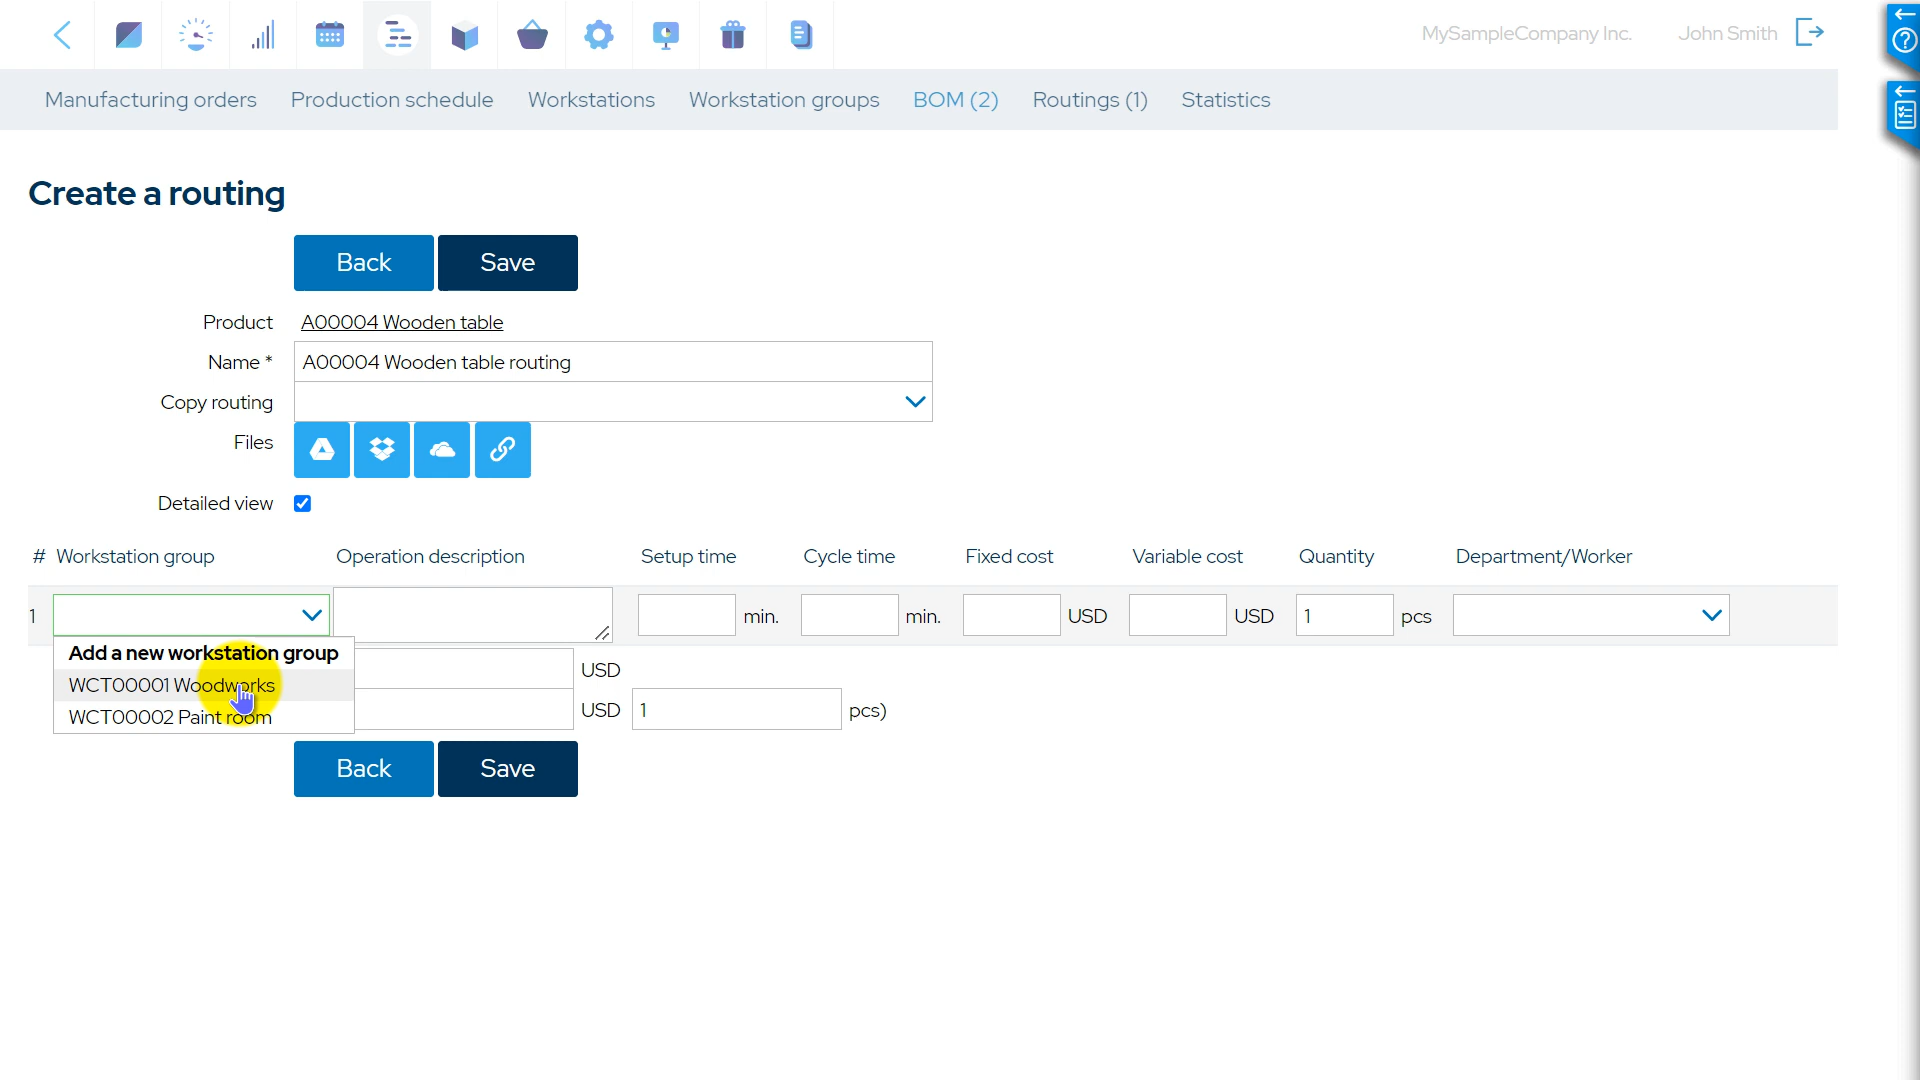 MySampleCompany Inc. John Smith
Manufacturing orders Production schedule Workstations Workstation groups BOM (2) Routings (1) Statistics
Create a routing
Back Save
Product A00004 Wooden table
Name * A00004 Wooden table routing
Copy routing
Files
Detailed view
# Workstation group Operation description Setup time Cycle time Fixed cost Variable cost Quantity Department/Worker
1 min. min. USD USD 1 pcs
Add a new workstation group
USD
WCT00001 Woodworks
WCT00002 Paint room USD 1 pcs)
Back Save